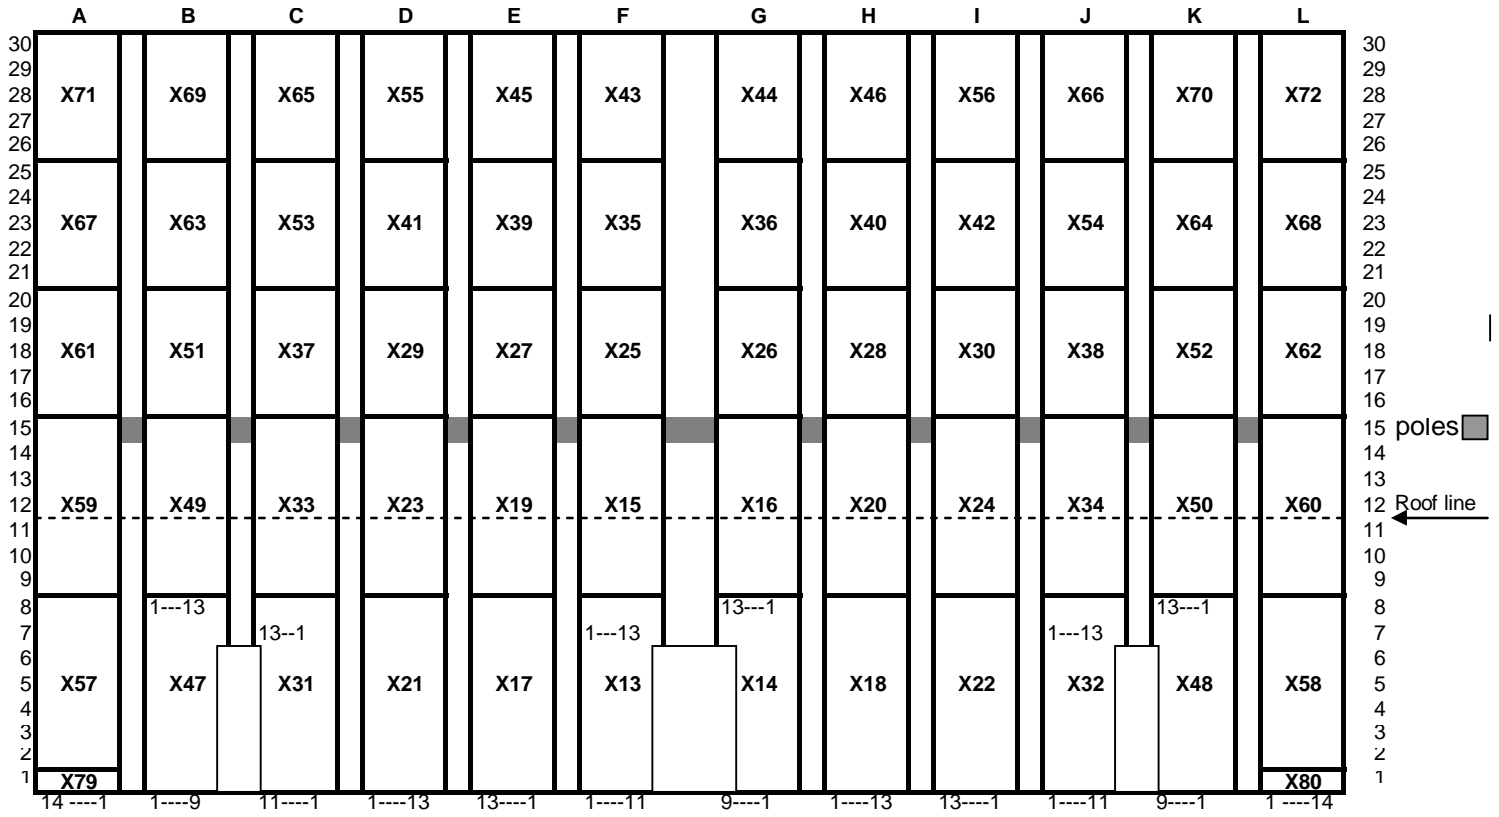 A B C D E F G H I J K L
30 30
29 29
28 X71 X69 X65 X55 X45 X43 X44 X46 X56 X66 X70 X72 28
27 27
26 26
25 25
24 24
23 X67 X63 X53 X41 X39 X35 X36 X40 X42 X54 X64 X68 23
22 22
21 21
20 20
19 19
18 X61 X51 X37 X29 X27 X25 X26 X28 X30 X38 X52 X62 18
17 17
16 16
15 15 poles
14 14
13 13
12 X59 X49 X33 X23 X19 X15 X16 X20 X24 X34 X50 X60 12 Roof line
11 11
10 10
9 9
8 1---13 13---1 13---1 8
7 13--1 1---13 1---13 7
6 6
5 X57 X47 X31 X21 X17 X13 X14 X18 X22 X32 X48 X58 5
4 4
3 3
2 2
1 X79 X80 1
14 ----1 1----9 11----1 1----13 13----1 1----11 9----1 1----13 13----1 1----11 9----1 1 ----14